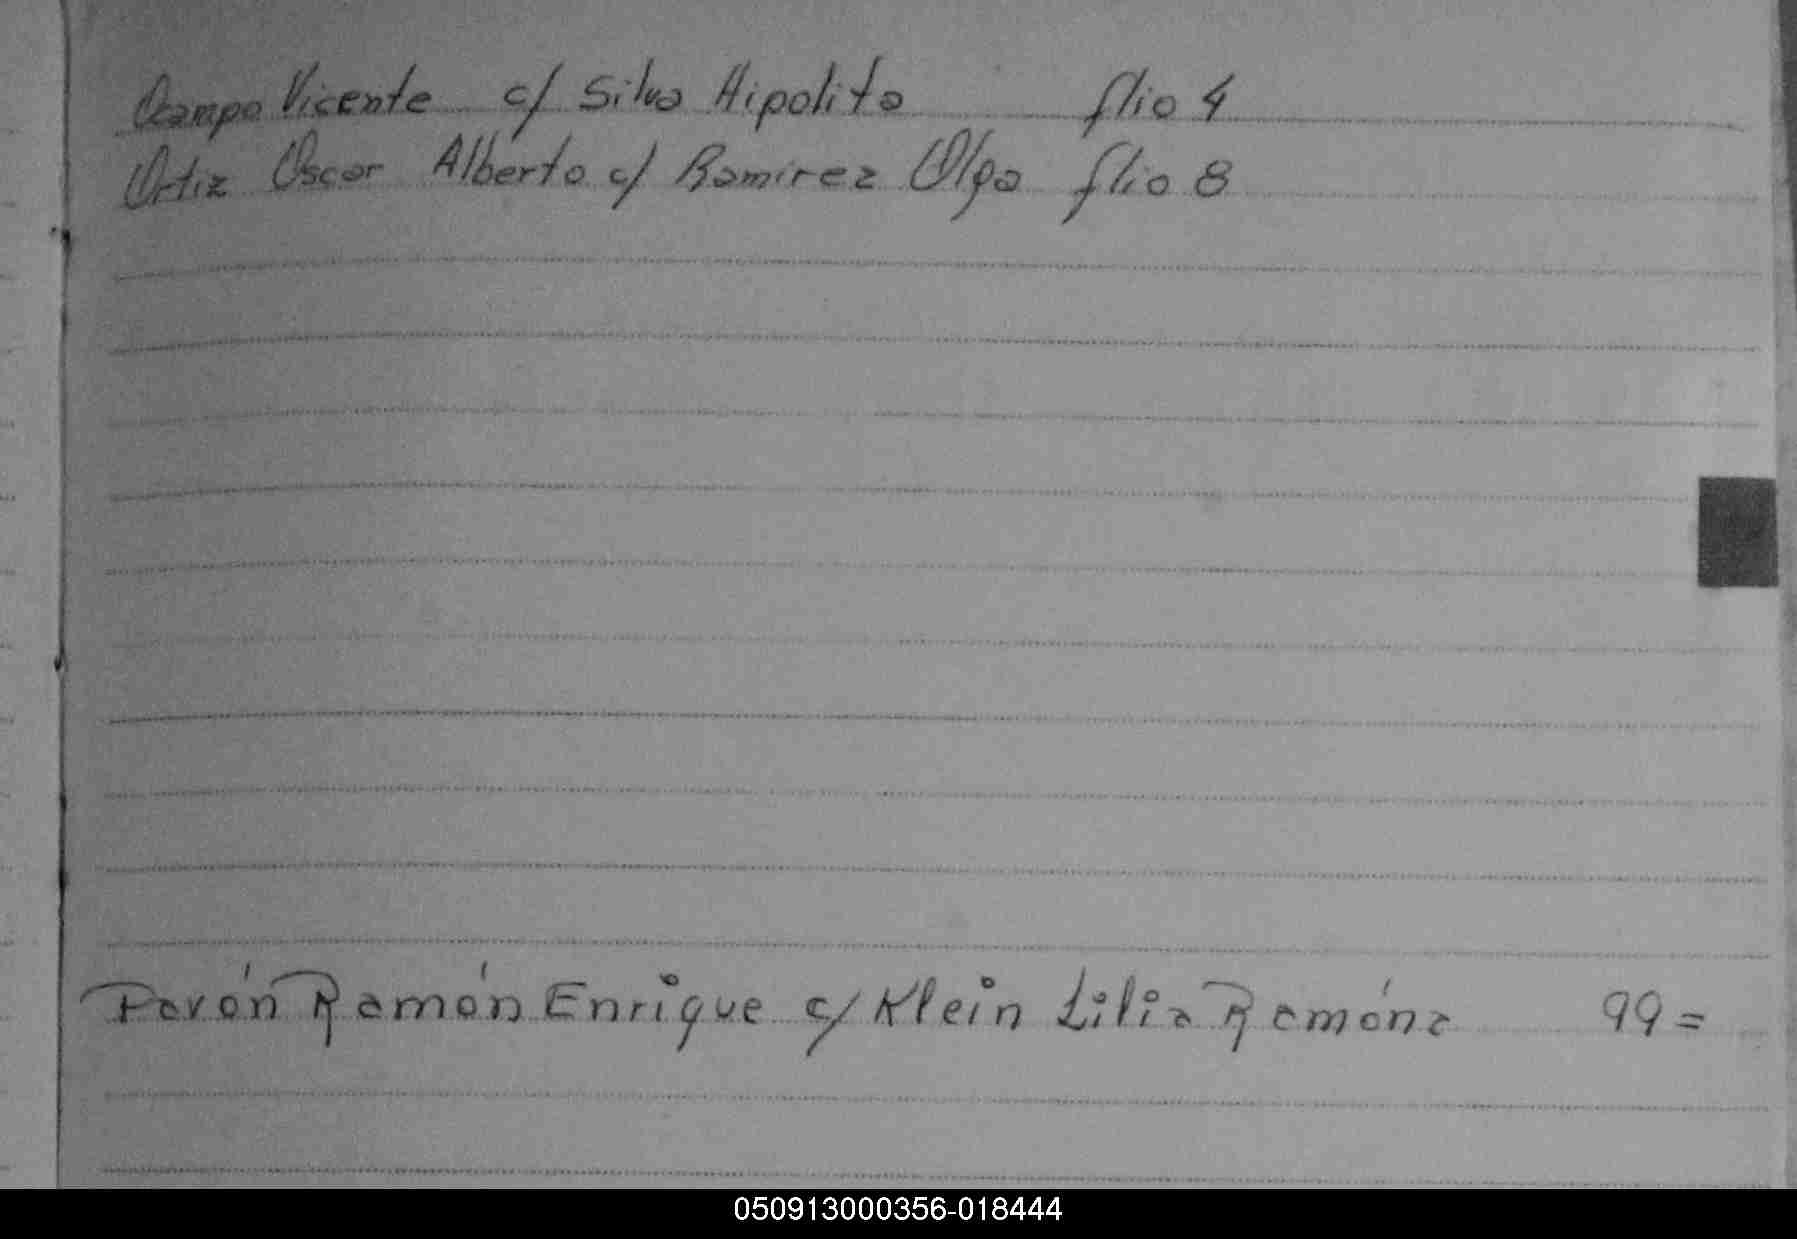 Ocampo Vicente c/ Silva Hipolito flio 4
Ortiz Oscar Alberto c/ Ramirez Olga flio 8
Pavón Ramón Enrique c/ Klein Lilia Ramóna 99=
050913000356-018444